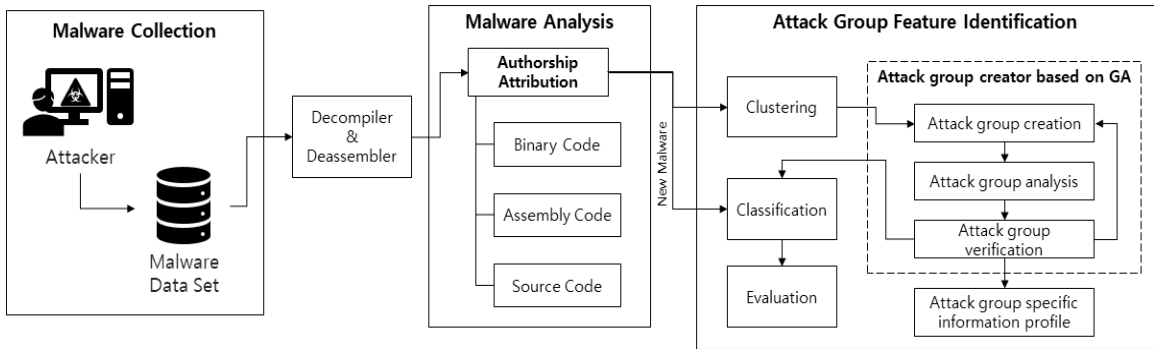 Malware Collection
Attacker
Malware
Data Set
Decompiler
&
Deassembler
Malware Analysis
Authorship
Attribution
Binary Code
Assembly Code
Source Code
New Malware
Attack Group Feature Identification
Clustering
Classification
Evaluation
Attack group creator based on GA
Attack group creation
Attack group analysis
Attack group
verification
Attack group specific
information profile